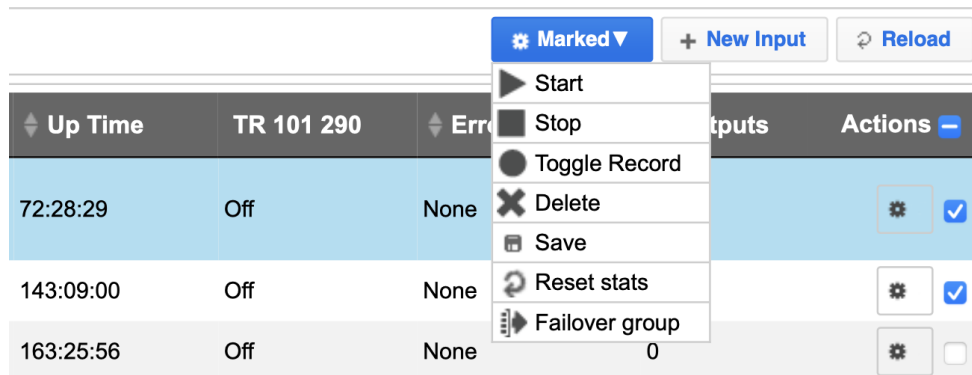 Marked▼ New Input Reload
Start
Up Time TR 101 290 Erro tputs Actions
Stop
Toggle Record
72:28:29 Off None
Delete
Save
143:09:00 Off None
Reset stats
Failover group
163:25:56 Off None 0